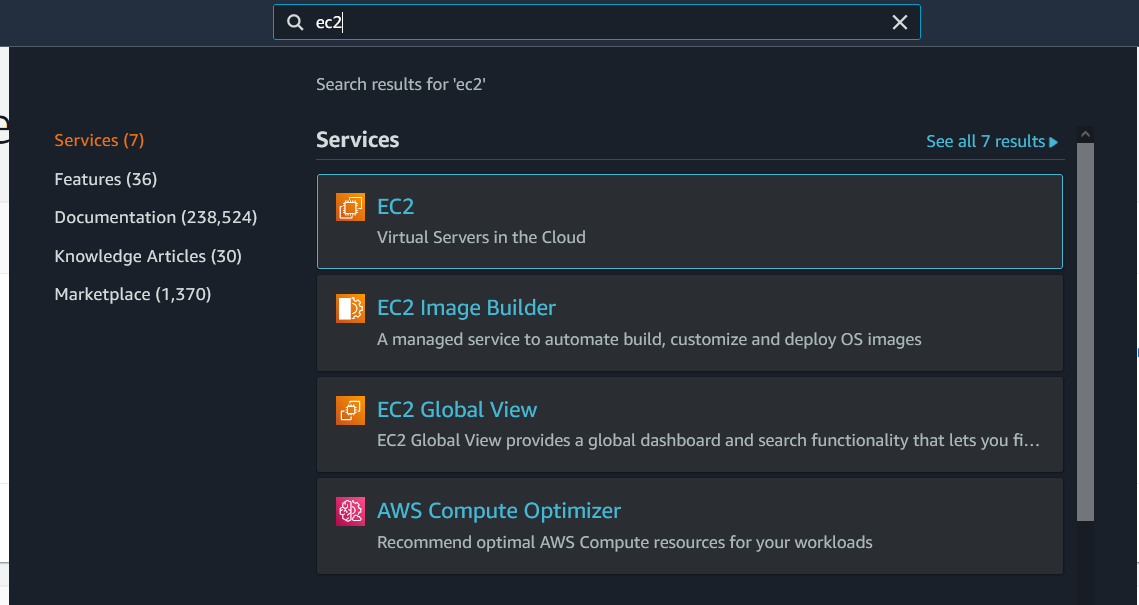 ec2
Search results for 'ec2'
Services (7)
Features (36)
Documentation (238,524)
Knowledge Articles (30)
Marketplace (1,370)
Services
See all 7 results
EC2
Virtual Servers in the Cloud
EC2 Image Builder
A managed service to automate build, customize and deploy OS images
EC2 Global View
EC2 Global View provides a global dashboard and search functionality that lets you fi…
AWS Compute Optimizer
Recommend optimal AWS Compute resources for your workloads